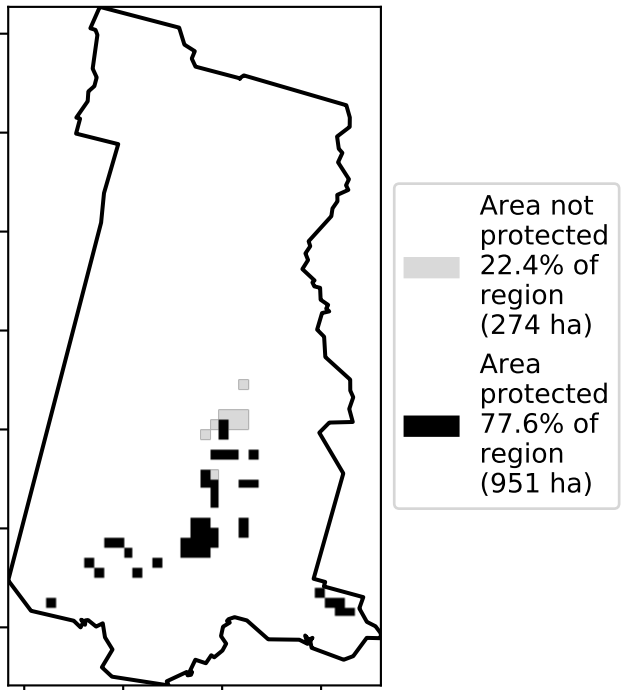 Area not
protected
22.4% of
region
(274 ha)
Area
protected
77.6% of
region
(951 ha)